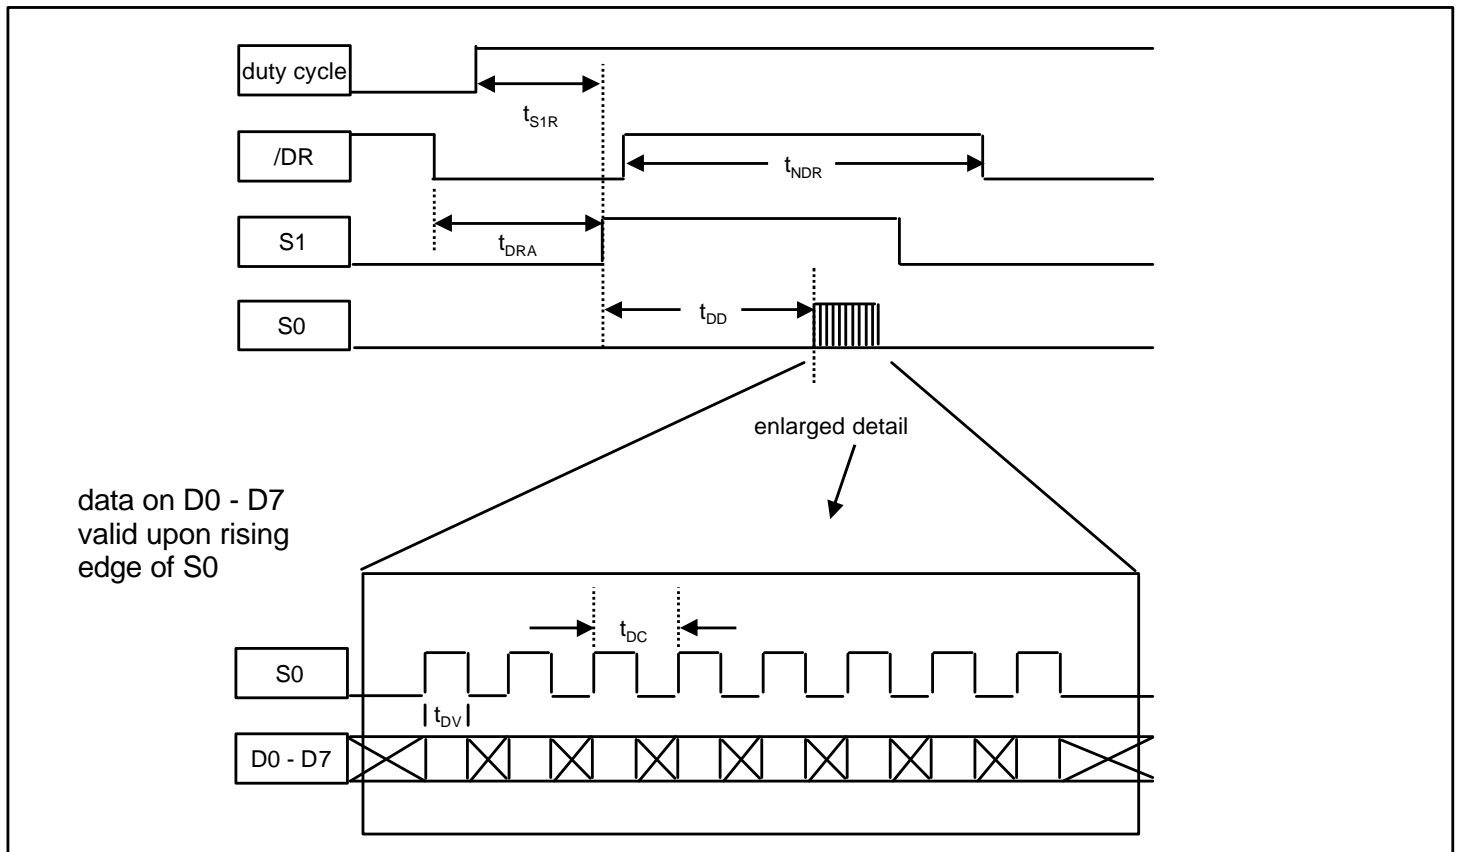 duty cycle
tS1R
/DR
tNDR
S1
tDRA
S0
tDD
enlarged detail
data on D0 - D7
valid upon rising
edge of S0
tDC
S0
tDV
D0 - D7